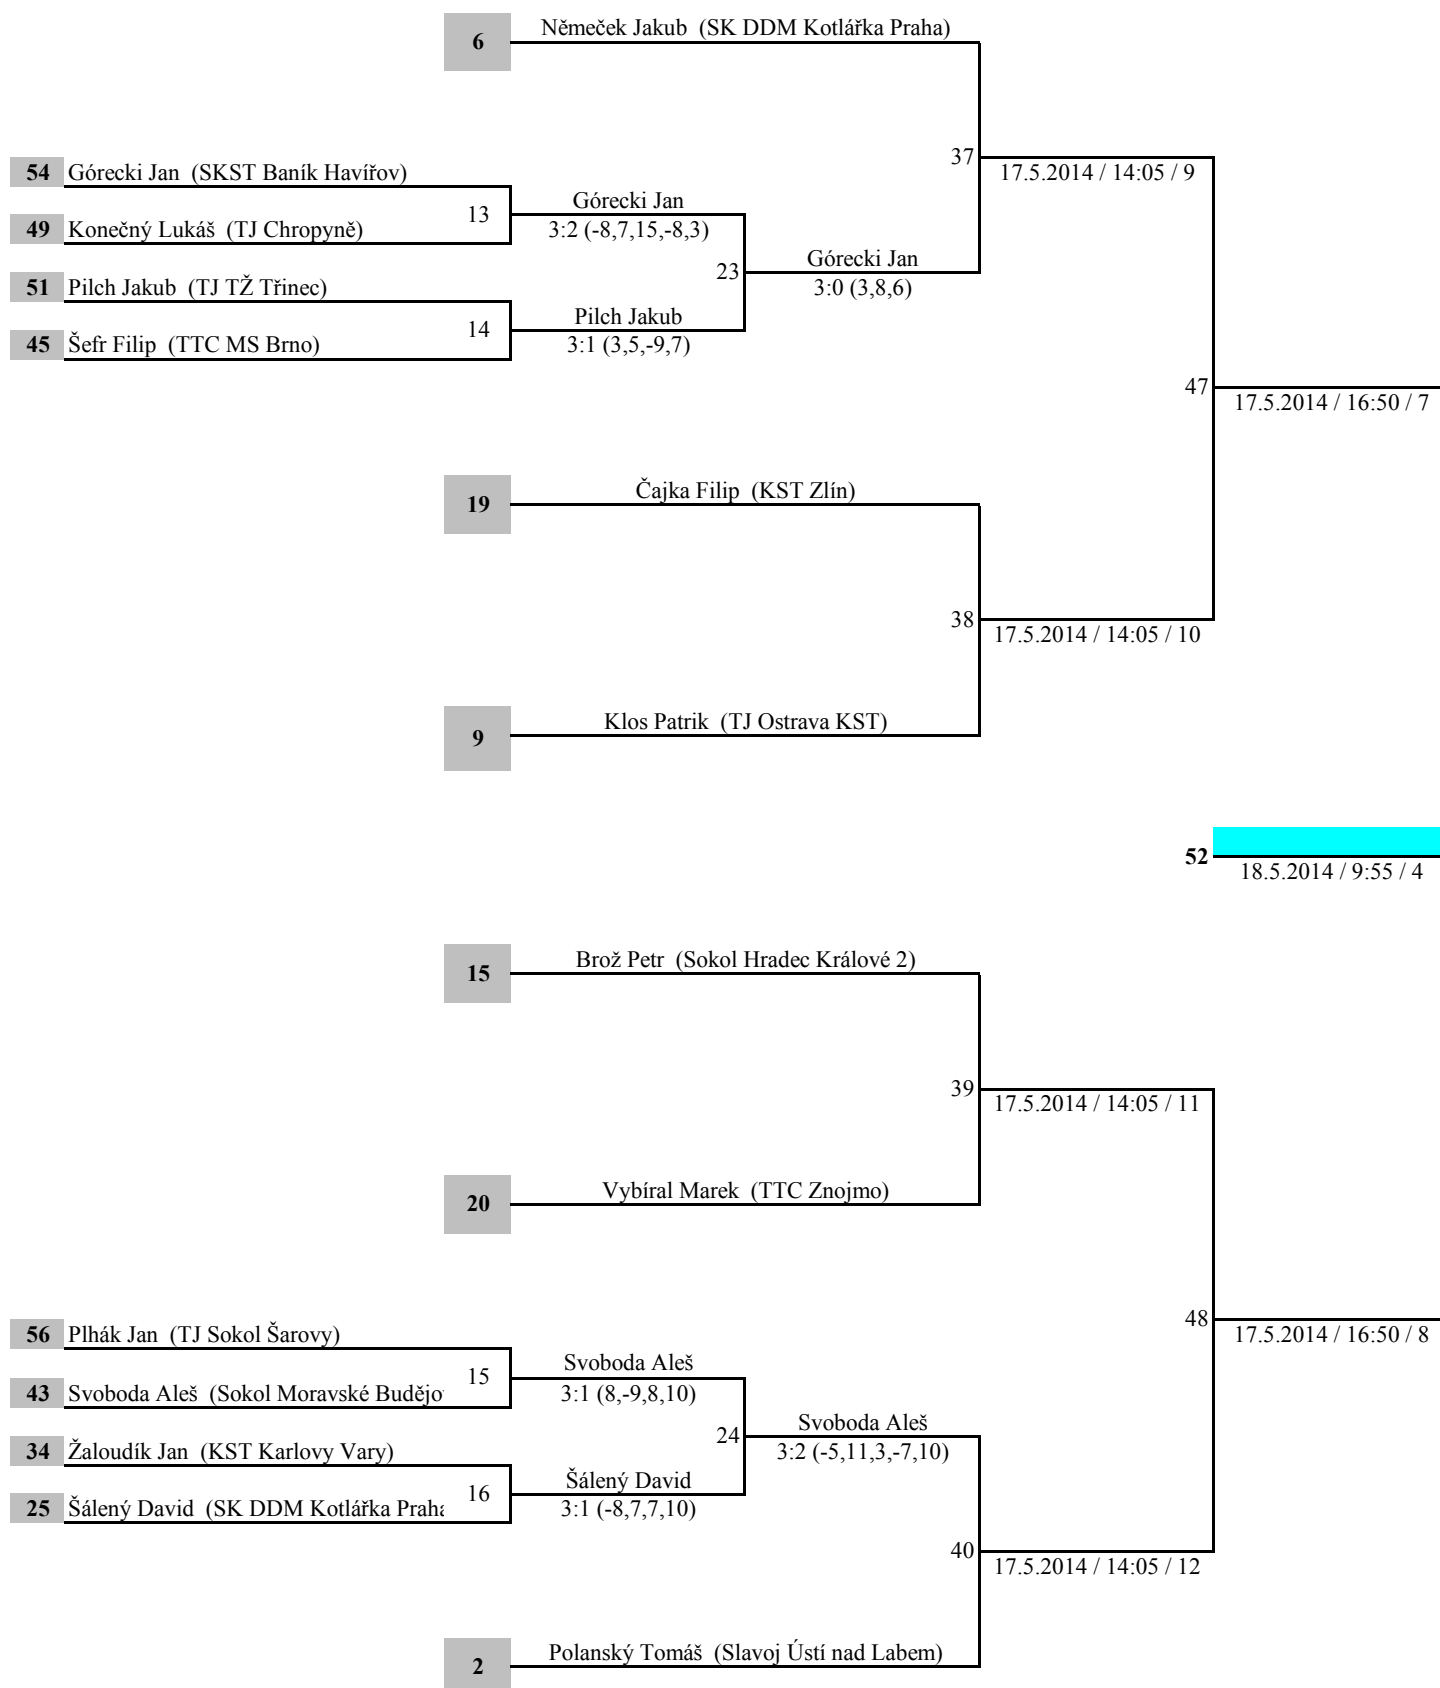 6 Němeček Jakub (SK DDM Kotlářka Praha)
37 17.5.2014 / 14:05 / 9
54 Górecki Jan (SKST Baník Havířov)
13 Górecki Jan
49 Konečný Lukáš (TJ Chropyně) 3:2 (-8,7,15,-8,3)
23 Górecki Jan
51 Pilch Jakub (TJ TŽ Třinec) 3:0 (3,8,6)
14 Pilch Jakub
45 Šefr Filip (TTC MS Brno) 3:1 (3,5,-9,7)
47 17.5.2014 / 16:50 / 7
19 Čajka Filip (KST Zlín)
38 17.5.2014 / 14:05 / 10
9 Klos Patrik (TJ Ostrava KST)
52 18.5.2014 / 9:55 / 4
15 Brož Petr (Sokol Hradec Králové 2)
39 17.5.2014 / 14:05 / 11
20 Vybíral Marek (TTC Znojmo)
48 17.5.2014 / 16:50 / 8
56 Plhák Jan (TJ Sokol Šarovy)
15 Svoboda Aleš
43 Svoboda Aleš (Sokol Moravské Budějo 3:1 (8,-9,8,10)
24 Svoboda Aleš
34 Žaloudík Jan (KST Karlovy Vary) 3:2 (-5,11,3,-7,10)
16 Šálený David
25 Šálený David (SK DDM Kotlářka Praha 3:1 (-8,7,7,10)
40 17.5.2014 / 14:05 / 12
2 Polanský Tomáš (Slavoj Ústí nad Labem)